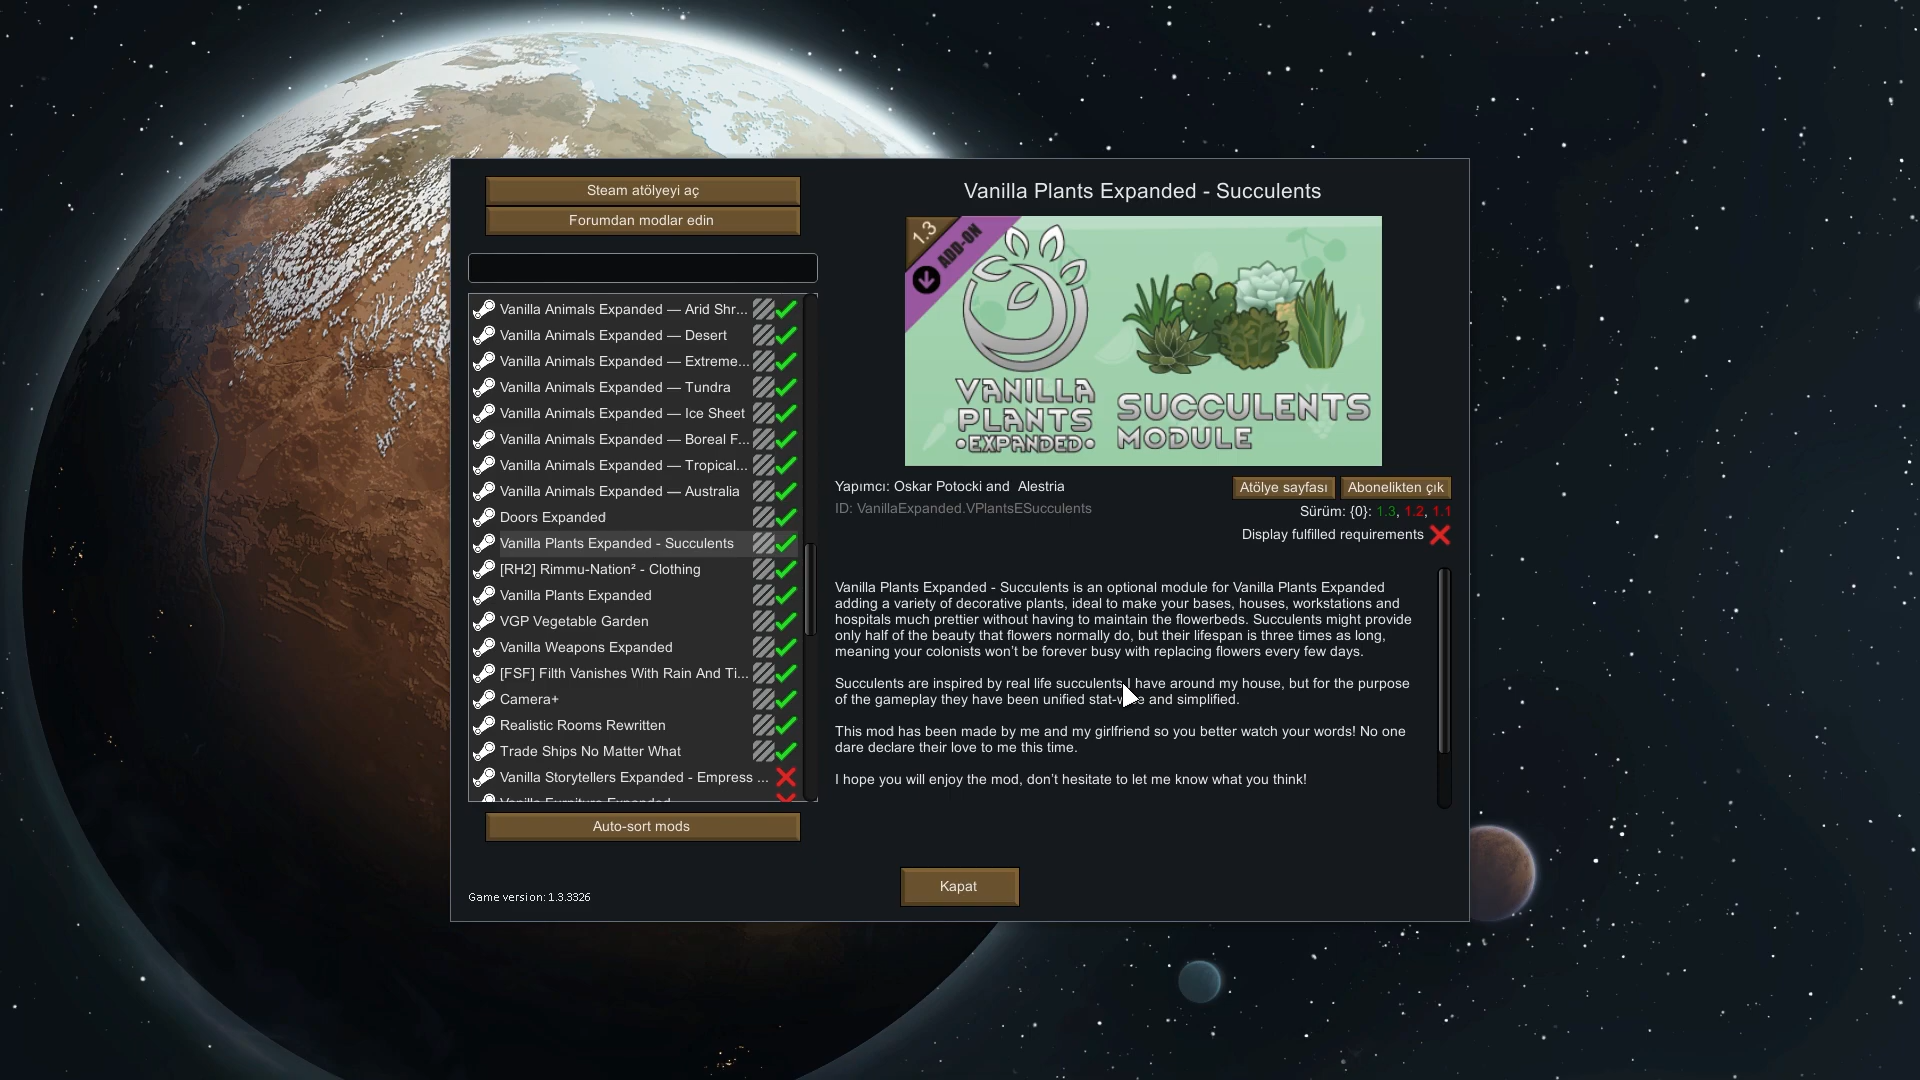 Steam atölyeyi aç
Forumdan modlar edin
Vanilla Animals Expanded — Arid Shr...
Vanilla Animals Expanded — Desert
Vanilla Animals Expanded — Extreme...
Vanilla Animals Expanded — Tundra
Vanilla Animals Expanded — Ice Sheet
Vanilla Animals Expanded — Boreal F...
Vanilla Animals Expanded — Tropical...
Vanilla Animals Expanded — Australia
Doors Expanded
Vanilla Plants Expanded - Succulents
[RH2] Rimmu-Nation² - Clothing
Vanilla Plants Expanded
VGP Vegetable Garden
Vanilla Weapons Expanded
[FSF] Filth Vanishes With Rain And Ti...
Camera+
Realistic Rooms Rewritten
Trade Ships No Matter What
Vanilla Storytellers Expanded - Empress ...
Vanilla Furniture Expanded
Auto-sort mods
Game version: 1.3.3326
Vanilla Plants Expanded - Succulents
1.3
ADD-ON
VANILLA
PLANTS
•EXPANDED•
SUCCULENTS
MODULE
Yapımcı: Oskar Potocki and  Alestria
ID: VanillaExpanded.VPlantsESucculents
Atölye sayfası
Abonelikten çık
Sürüm: {0}: 1.3, 1.2, 1.1
Display fulfilled requirements
Vanilla Plants Expanded - Succulents is an optional module for Vanilla Plants Expanded
adding a variety of decorative plants, ideal to make your bases, houses, workstations and
hospitals much prettier without having to maintain the flowerbeds. Succulents might provide
only half of the beauty that flowers normally do, but their lifespan is three times as long,
meaning your colonists won't be forever busy with replacing flowers every few days.
Succulents are inspired by real life succulents I have around my house, but for the purpose
of the gameplay they have been unified stat-wise and simplified.
This mod has been made by me and my girlfriend so you better watch your words! No one
dare declare their love to me this time.
I hope you will enjoy the mod, don't hesitate to let me know what you think!
Kapat